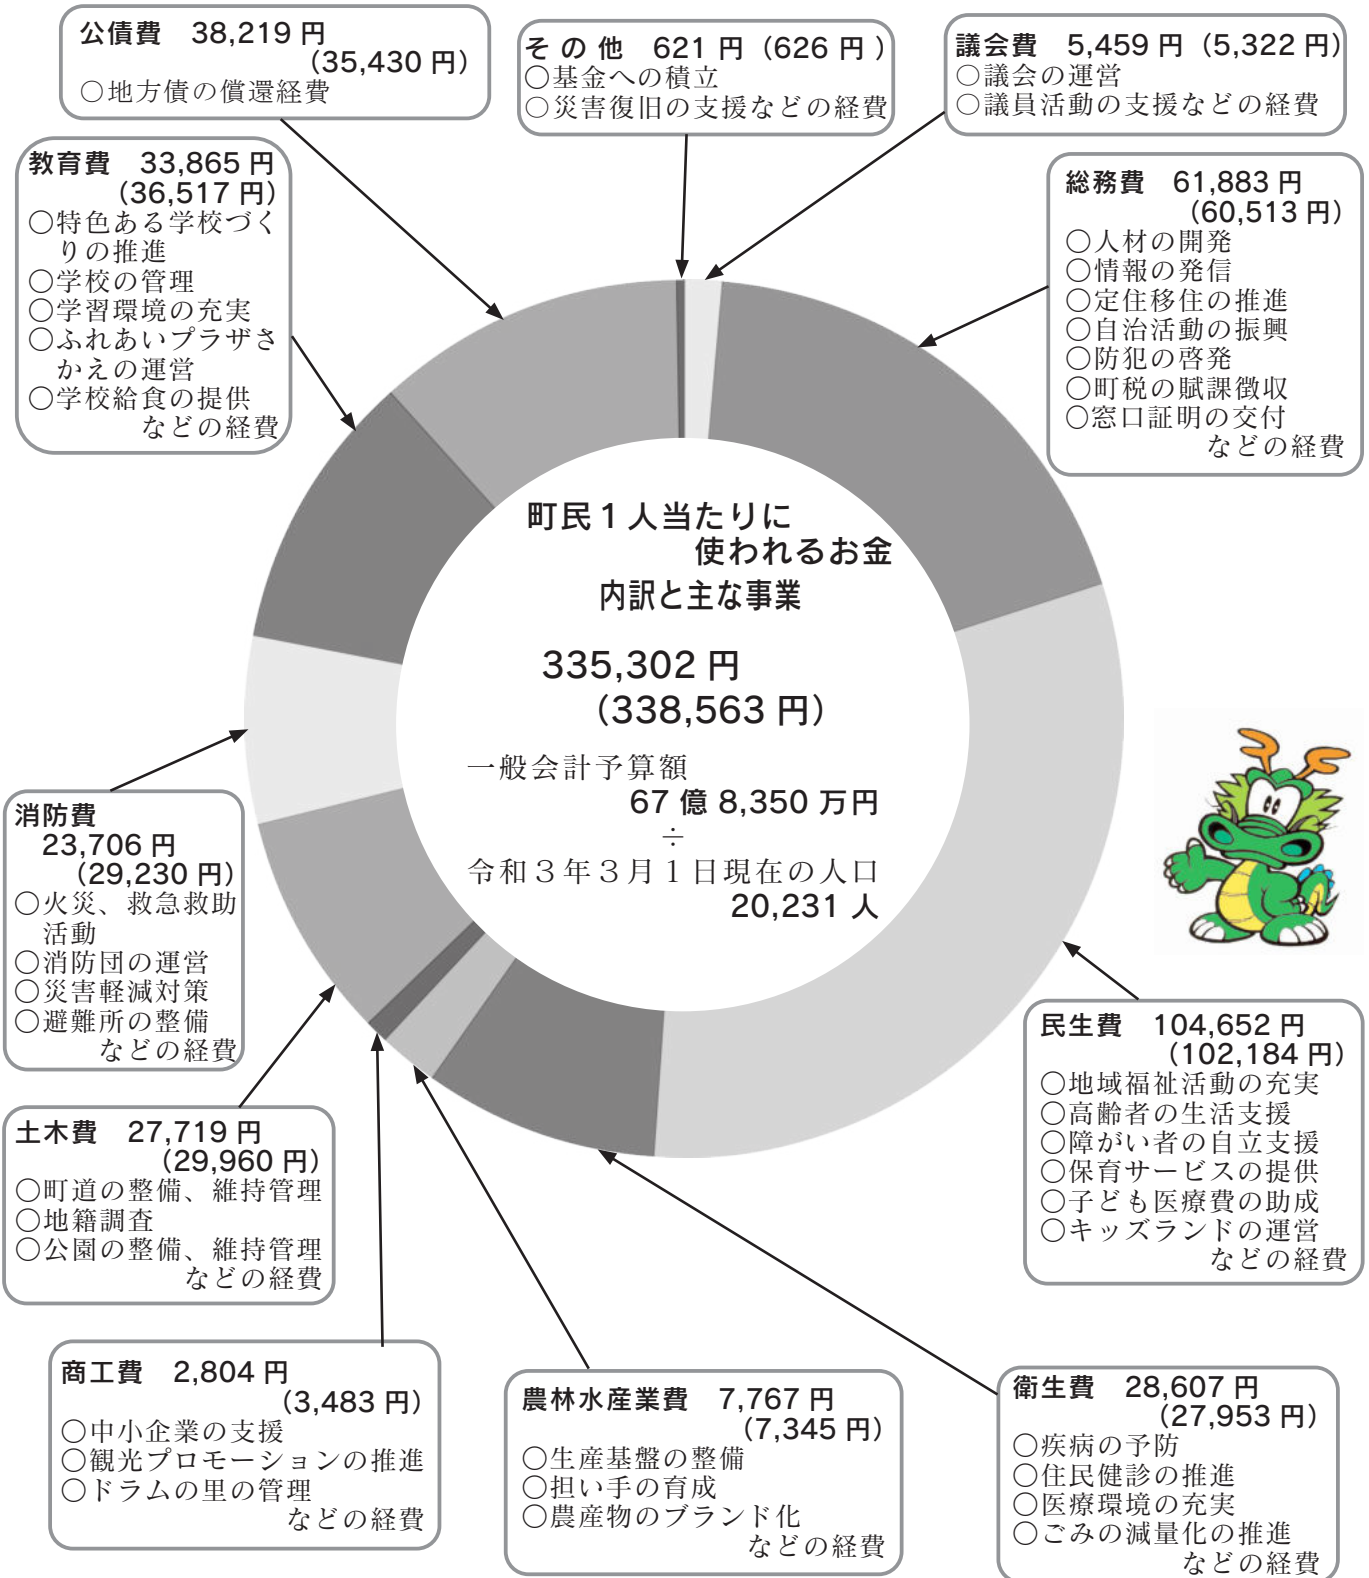 公債費 38,219 円
(35,430 円)
○地方債の償還経費
そ の 他 621 円 (626 円 )
○基金への積立
○災害復旧の支援などの経費
議会費 5,459 円 (5,322 円)
○議会の運営
○議員活動の支援などの経費
教育費 33,865 円
(36,517 円)
○特色ある学校づく
りの推進
○学校の管理
○学習環境の充実
○ふれあいプラザさ
かえの運営
○学校給食の提供
などの経費
総務費 61,883 円
(60,513 円)
○人材の開発
○情報の発信
○定住移住の推進
○自治活動の振興
○防犯の啓発
○町税の賦課徴収
○窓口証明の交付
などの経費
町民1人当たりに
使われるお金
内訳と主な事業
335,302 円
(338,563 円)
一般会計予算額
67 億 8,350 万円
÷
令和3年3月1日現在の人口
20,231 人
消防費
23,706 円
(29,230 円)
○火災、救急救助
活動
○消防団の運営
○災害軽減対策
○避難所の整備
などの経費
民生費 104,652 円
(102,184 円)
○地域福祉活動の充実
○高齢者の生活支援
○障がい者の自立支援
○保育サービスの提供
○子ども医療費の助成
○キッズランドの運営
などの経費
土木費 27,719 円
(29,960 円)
○町道の整備、維持管理
○地籍調査
○公園の整備、維持管理
などの経費
商工費 2,804 円
(3,483 円)
○中小企業の支援
○観光プロモーションの推進
○ドラムの里の管理
などの経費
農林水産業費 7,767 円
(7,345 円)
○生産基盤の整備
○担い手の育成
○農産物のブランド化
などの経費
衛生費 28,607 円
(27,953 円)
○疾病の予防
○住民健診の推進
○医療環境の充実
○ごみの減量化の推進
などの経費